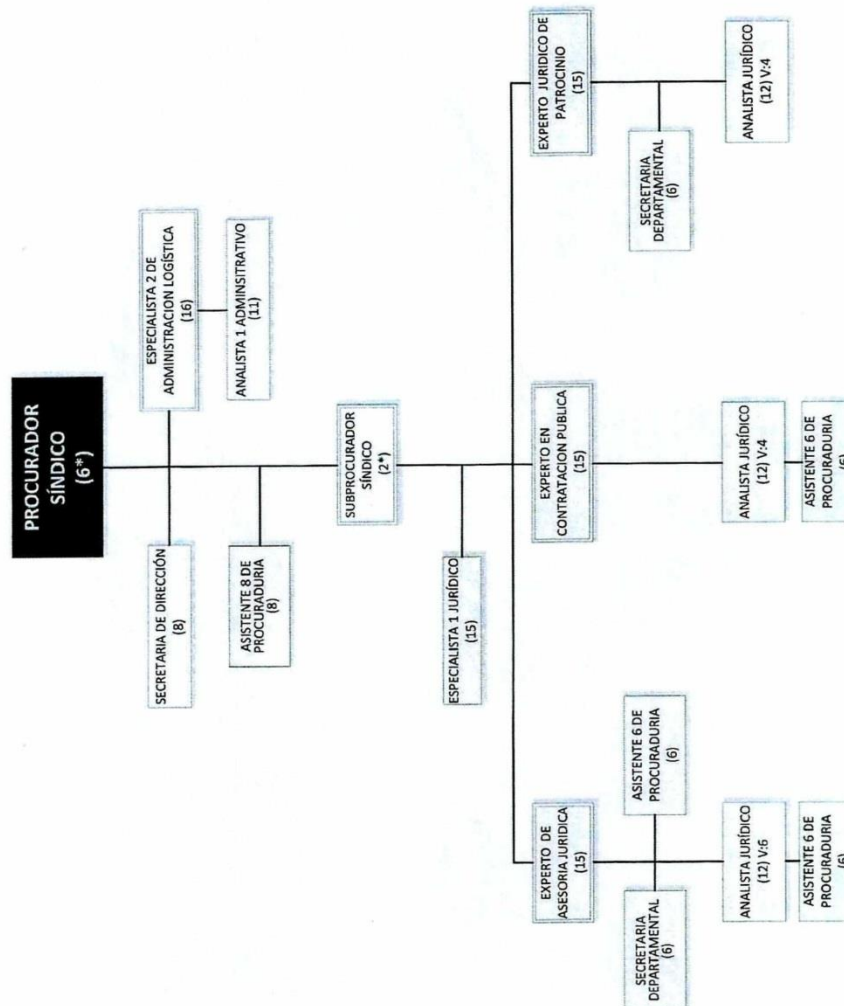 PROCURADOR
SÍNDICO
(6*)
SECRETARIA DE DIRECCIÓN
(8)
ESPECIALISTA 2 DE
ADMINISTRACION LOGÍSTICA
(16)
ANALISTA 1 ADMINSITRATIVO
(11)
ASISTENTE 8 DE
PROCURADURIA
(8)
SUBPROCURADOR
SÍNDICO
(2*)
ESPECIALISTA 1 JURÍDICO
(15)
EXPERTO DE
ASESORIA JURIDICA
(15)
SECRETARIA
DEPARTAMENTAL
(6)
ASISTENTE 6 DE
PROCURADURIA
(6)
ANALISTA JURÍDICO
(12) V:6
ASISTENTE 6 DE
PROCURADURIA
(6)
EXPERTO EN
CONTRATACION PUBLICA
(15)
ANALISTA JURÍDICO
(12) V:4
ASISTENTE 6 DE
PROCURADURIA
(6)
EXPERTO JURIDICO DE
PATROCINIO
(15)
SECRETARIA
DEPARTAMENTAL
(6)
ANALISTA JURÍDICO
(12) V:4